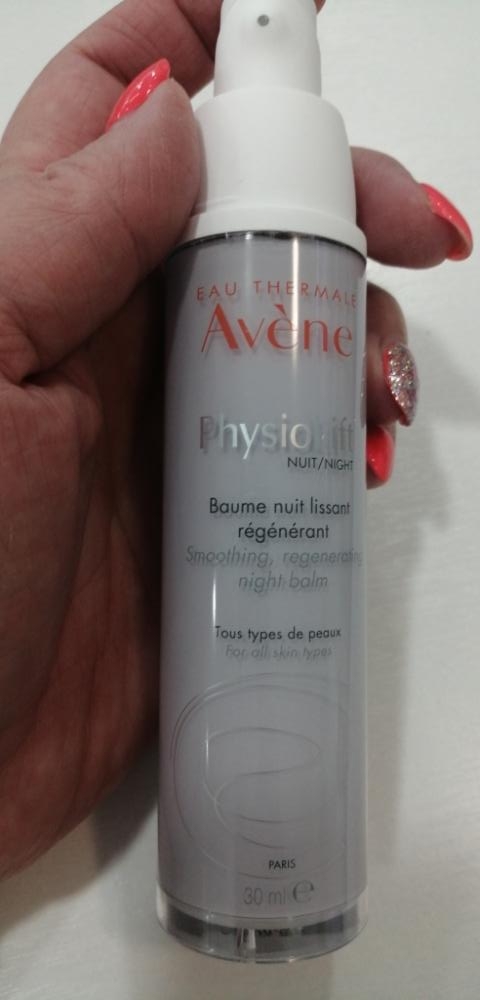 EAU THERMALE
Avène
PhysioLift
NUIT/NIGHT
Baume nuit lissant
régénérant
Smoothing, regenerating
night balm
Tous types de peaux
For all skin types
PARIS
30 ml e